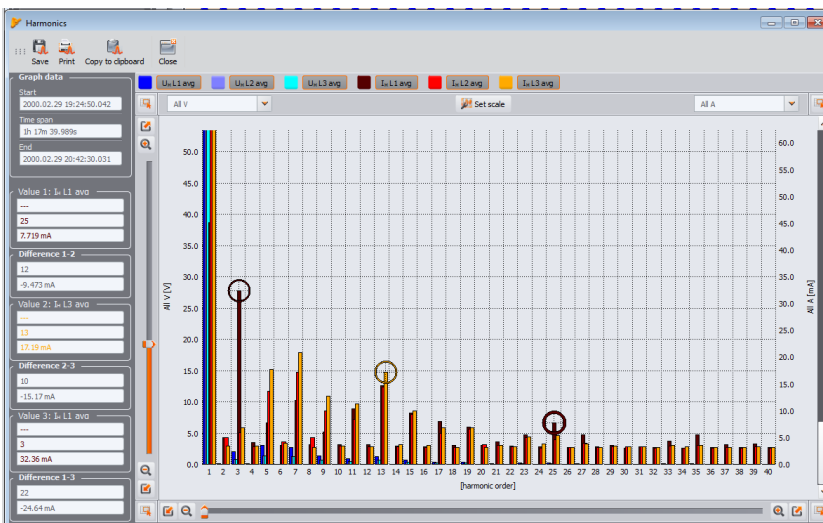 Harmonics
Save Print Copy to clipboard Close
Graph data
Start
2000.02.29 19:24:50.042
Time span
1h 17m 39.989s
End
2000.02.29 20:42:30.031
Value 1: Iₕ L1 avg
---
25
7.719 mA
Difference 1-2
12
-9.473 mA
Value 2: Iₕ L3 avg
---
13
17.19 mA
Difference 2-3
10
-15.17 mA
Value 3: Iₕ L1 avg
---
3
32.36 mA
Difference 1-3
22
-24.64 mA
Uₕ L1 avg Uₕ L2 avg Uₕ L3 avg Iₕ L1 avg Iₕ L2 avg Iₕ L3 avg
All V Set scale All A
All V [V]
50.0
45.0
40.0
35.0
30.0
25.0
20.0
15.0
10.0
5.0
0.0
60.0
55.0
50.0
45.0
40.0
35.0
30.0
25.0
20.0
15.0
10.0
5.0
0.0
All A [mA]
1 2 3 4 5 6 7 8 9 10 11 12 13 14 15 16 17 18 19 20 21 22 23 24 25 26 27 28 29 30 31 32 33 34 35 36 37 38 39 40
[harmonic order]